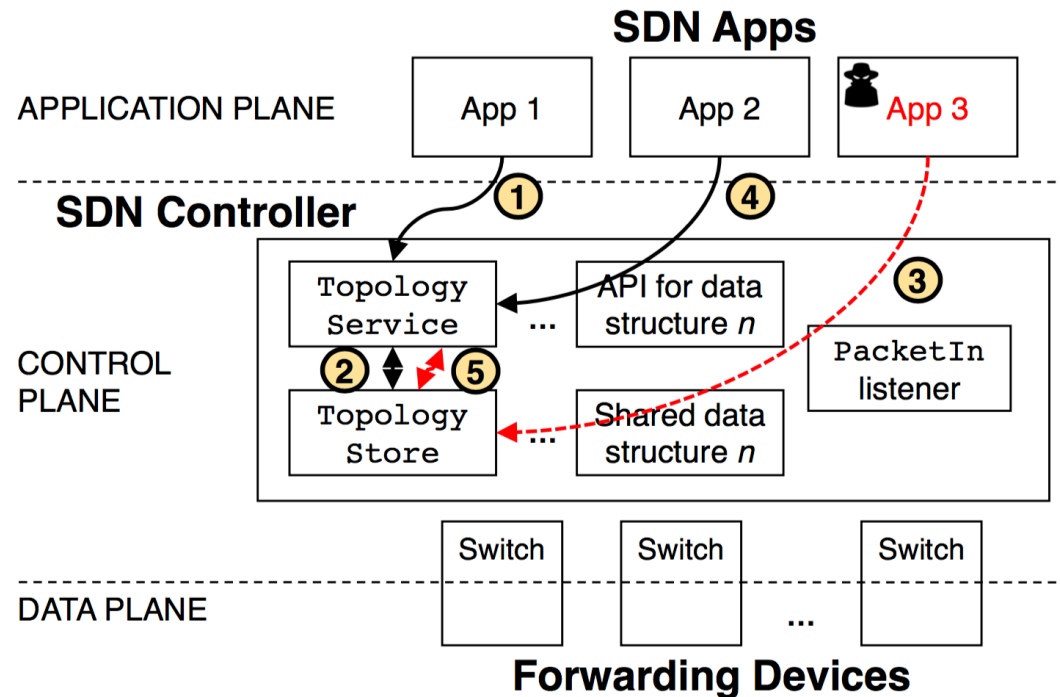 SDN Apps
APPLICATION PLANE
App 1
App 2
App 3
1
4
SDN Controller
3
Topology
Service
...
API for data
structure n
CONTROL
PLANE
2
5
PacketIn
listener
Topology
Store
...
Shared data
structure n
Switch
Switch
Switch
DATA PLANE
...
Forwarding Devices